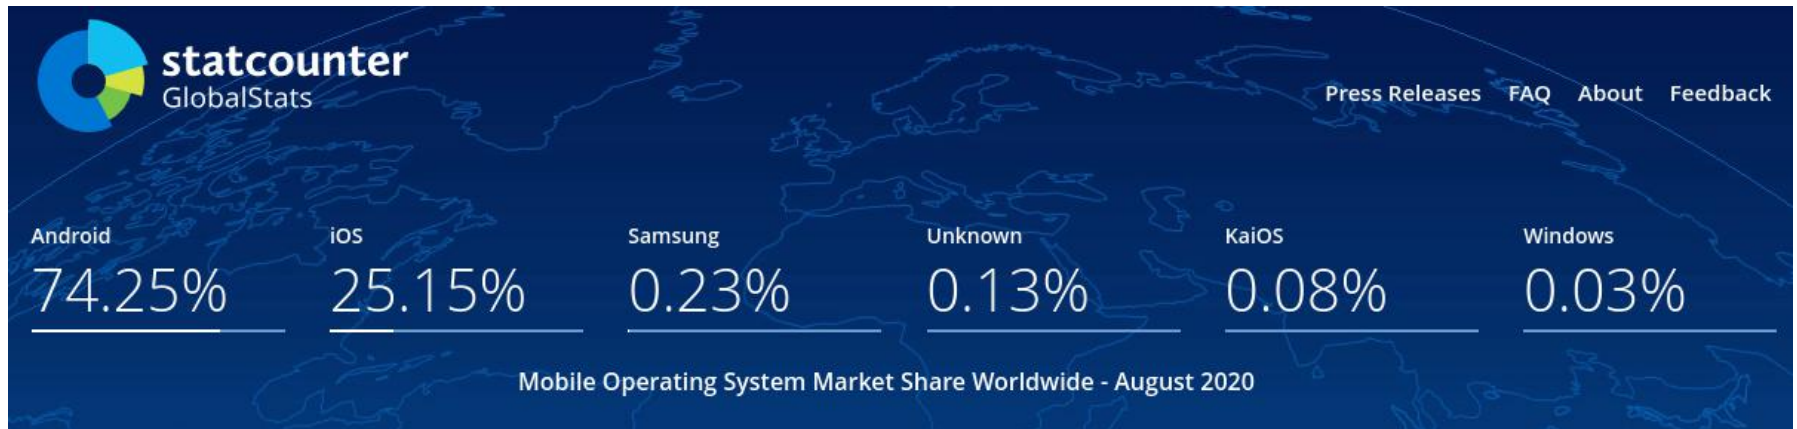 statcounter
GlobalStats
Press Releases FAQ About Feedback
Android iOS Samsung Unknown KaiOS Windows
74.25% 25.15% 0.23% 0.13% 0.08% 0.03%
Mobile Operating System Market Share Worldwide - August 2020